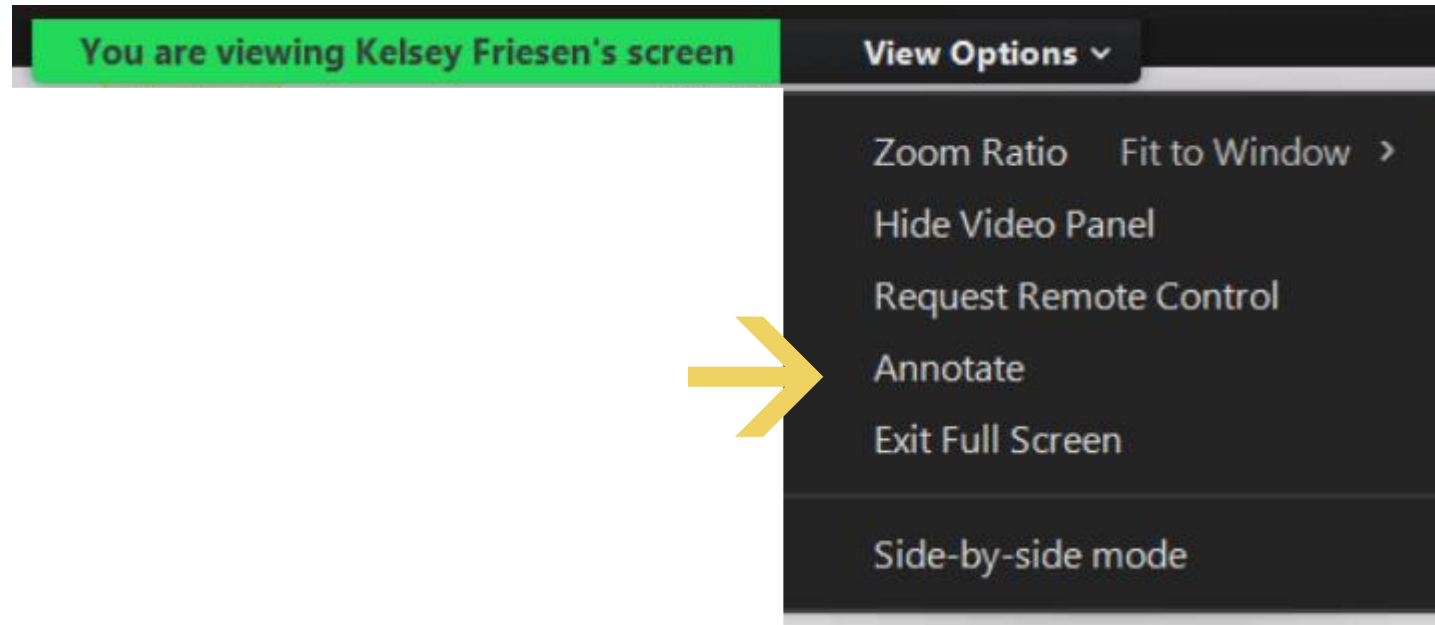 You are viewing Kelsey Friesen's screen View Options
Zoom Ratio Fit to Window >
Hide Video Panel
Request Remote Control
Annotate
Exit Full Screen
Side-by-side mode